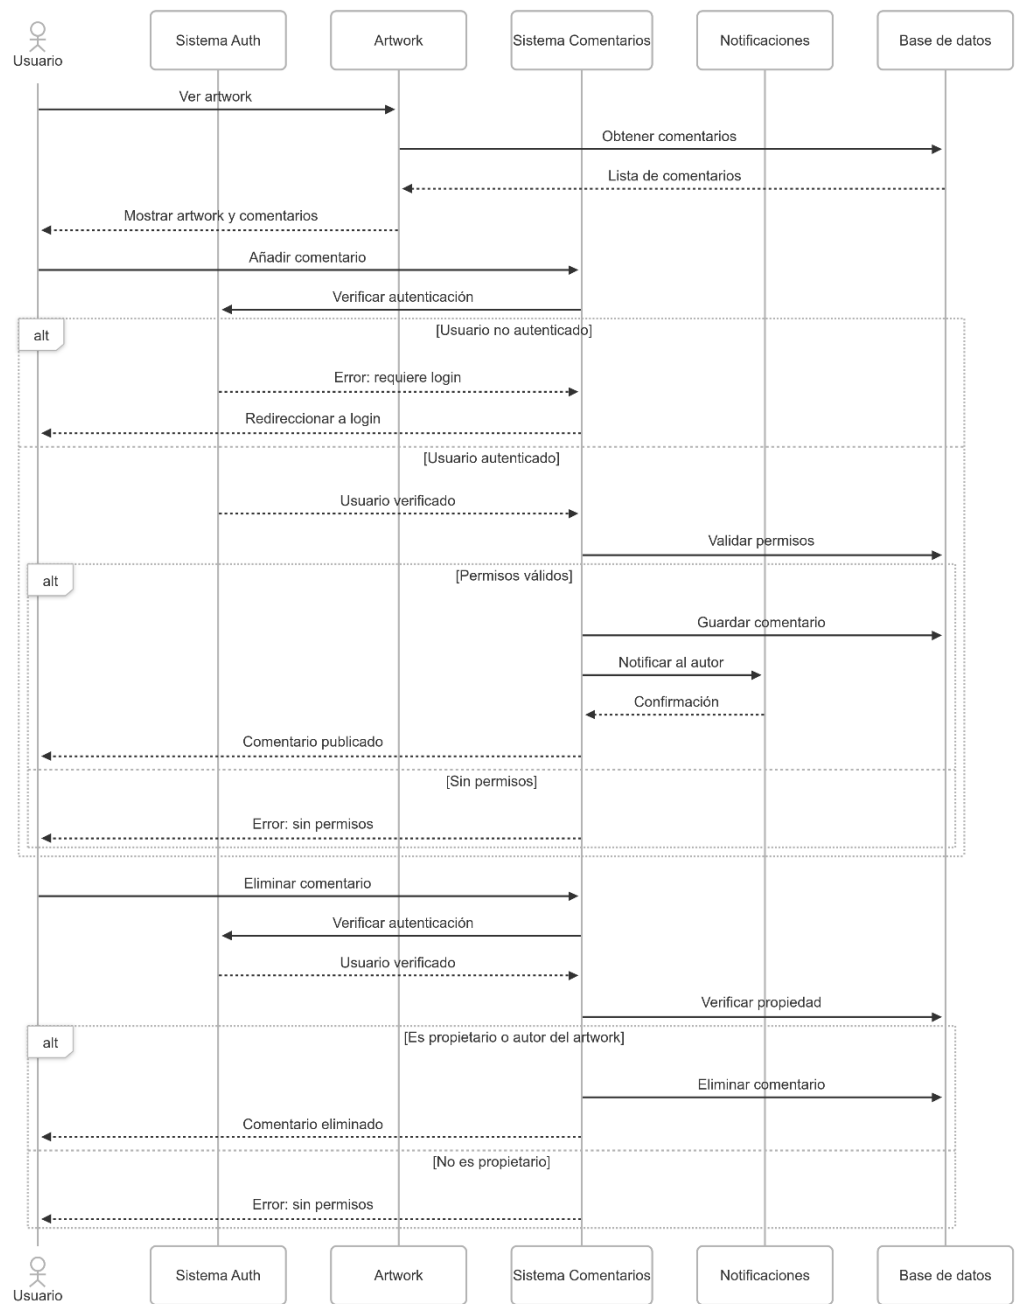 Usuario
Sistema Auth
Artwork
Sistema Comentarios
Notificaciones
Base de datos
Ver artwork
Obtener comentarios
Lista de comentarios
Mostrar artwork y comentarios
Añadir comentario
Verificar autenticación
alt
[Usuario no autenticado]
Error: requiere login
Redireccionar a login
[Usuario autenticado]
Usuario verificado
Validar permisos
alt
[Permisos válidos]
Guardar comentario
Notificar al autor
Confirmación
Comentario publicado
[Sin permisos]
Error: sin permisos
Eliminar comentario
Verificar autenticación
Usuario verificado
Verificar propiedad
alt
[Es propietario o autor del artwork]
Eliminar comentario
Comentario eliminado
[No es propietario]
Error: sin permisos
Usuario
Sistema Auth
Artwork
Sistema Comentarios
Notificaciones
Base de datos